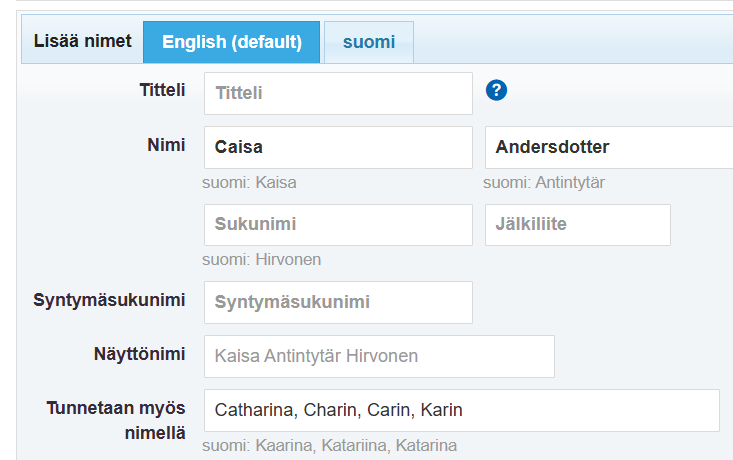 Lisää nimet English (default) suomi
Titteli Titteli ?
Nimi Caisa Andersdotter
suomi: Kaisa suomi: Antintytär
Sukunimi Jälkiliite
suomi: Hirvonen
Syntymäsukunimi Syntymäsukunimi
Näyttönimi Kaisa Antintytär Hirvonen
Tunnetaan myös
nimellä Catharina, Charin, Carin, Karin
suomi: Kaarina, Katariina, Katarina